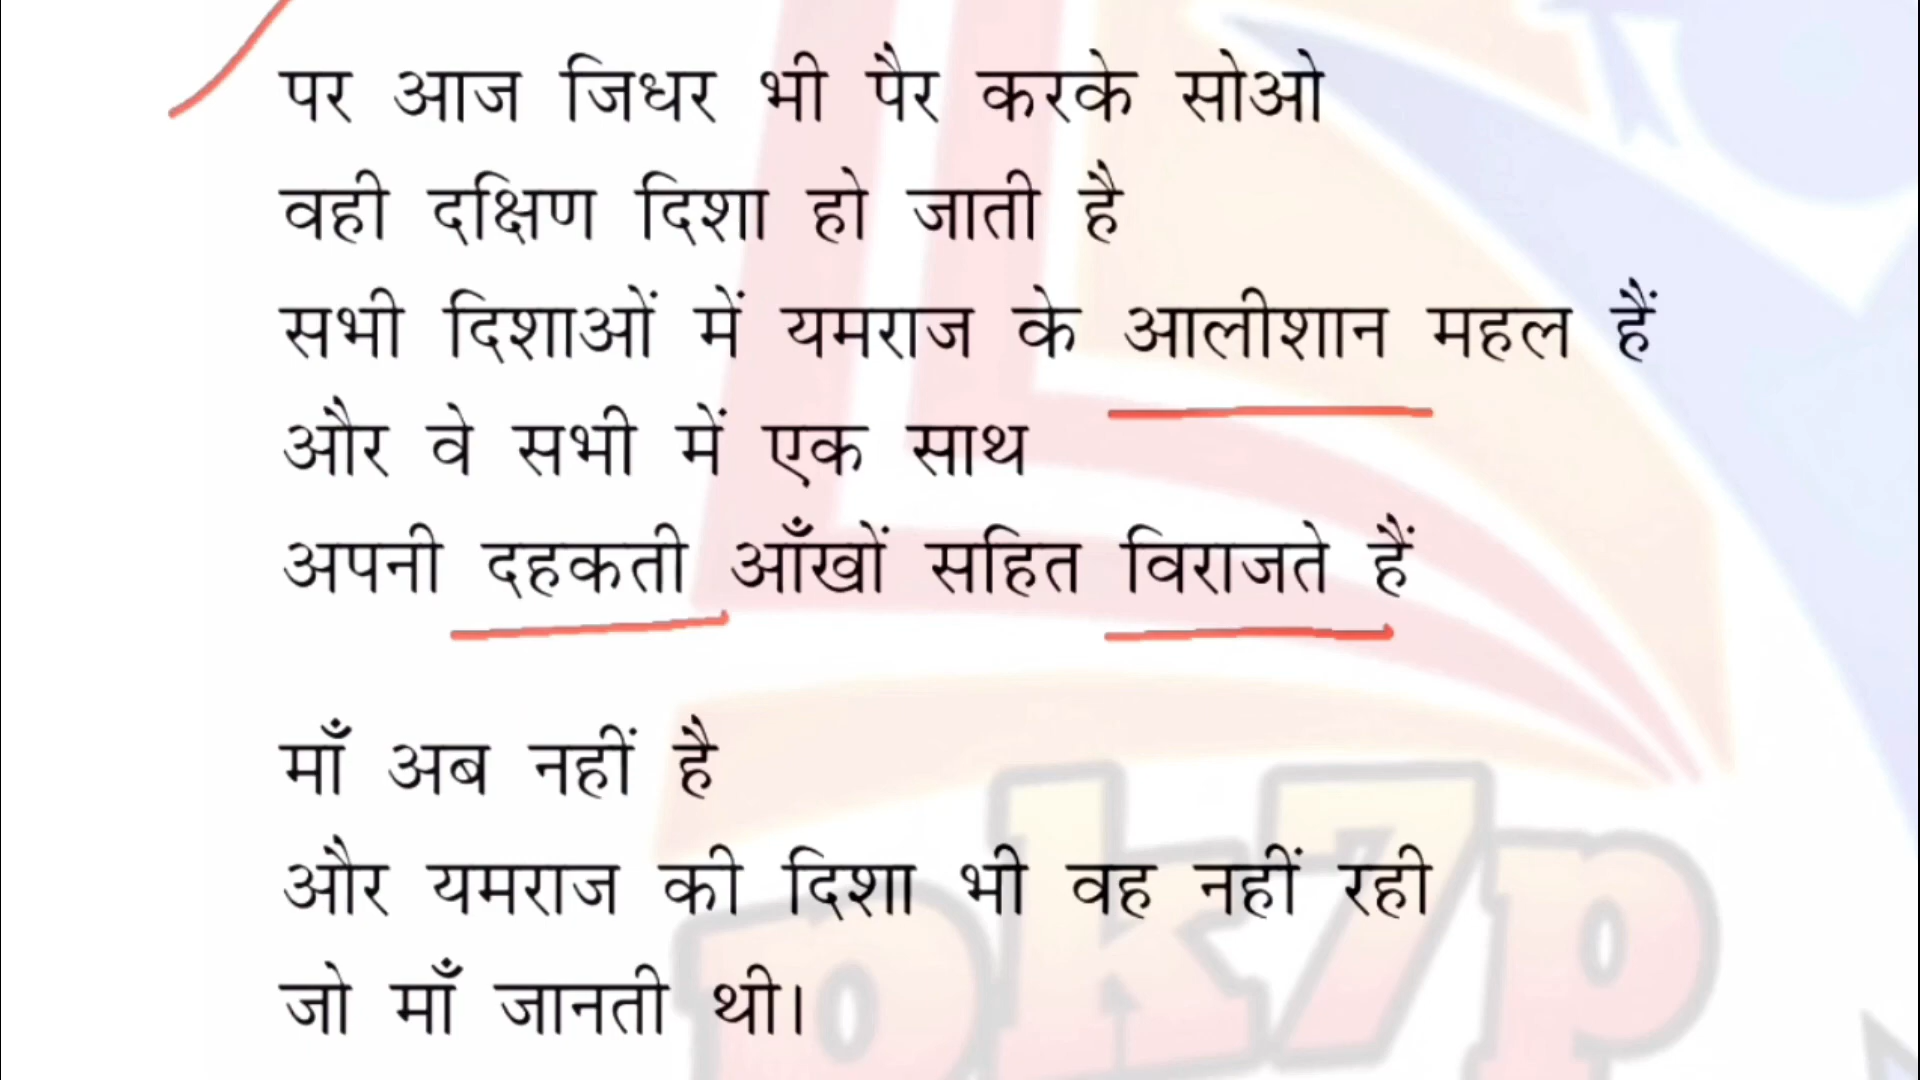 पर आज जिधर भी पैर करके सोओ
वही दक्षिण दिशा हो जाती है
सभी दिशाओं में यमराज के आलीशान महल हैं
और वे सभी में एक साथ
अपनी दहकती आँखों सहित विराजते हैं
माँ अब नहीं है
और यमराज की दिशा भी वह नहीं रही
जो माँ जानती थी।
pk7p